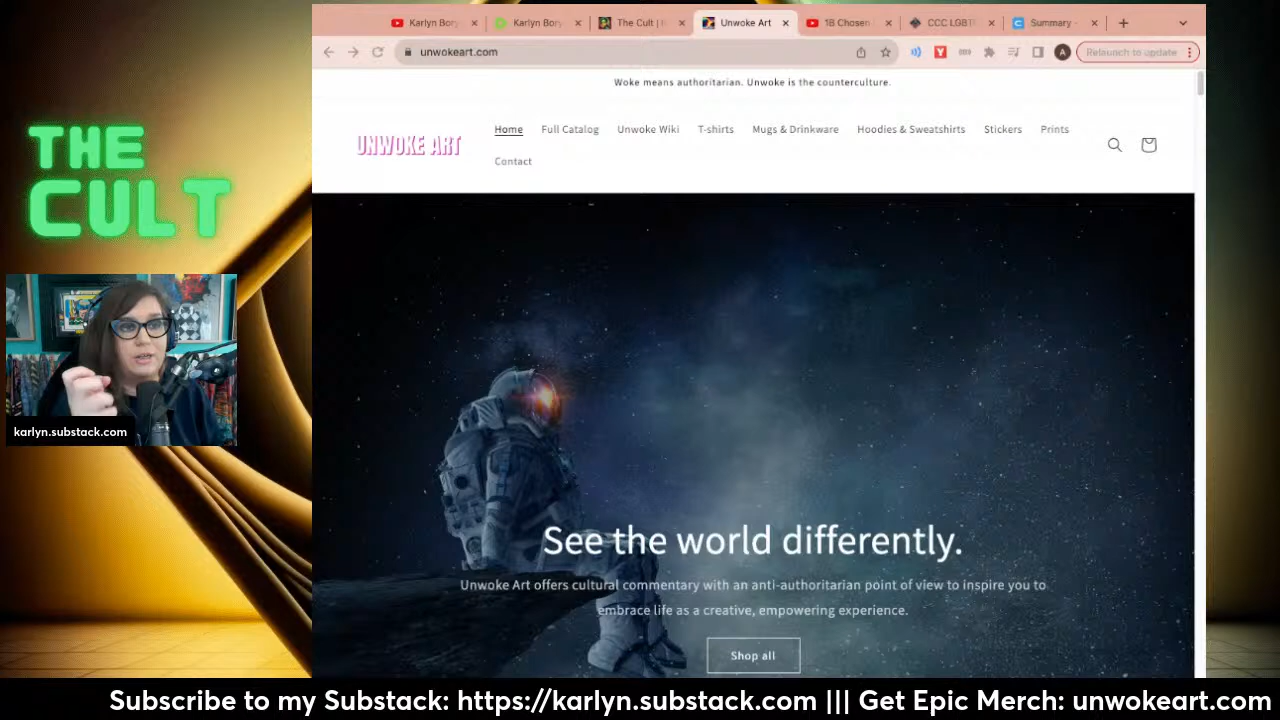 Karlyn Bor
Karlyn Bor
The Cult |
Unwoke Art
1B Chosen
CCC LGBT
Summary
unwokeart.com
Relaunch to update
Woke means authoritarian. Unwoke is the counterculture.
UNWOKE ART
Home
Full Catalog
Unwoke Wiki
T-shirts
Mugs & Drinkware
Hoodies & Sweatshirts
Stickers
Prints
Contact
THE
CULT
karlyn.substack.com
See the world differently.
Unwoke Art offers cultural commentary with an anti-authoritarian point of view to inspire you to
embrace life as a creative, empowering experience.
Shop all
Subscribe to my Substack: https://karlyn.substack.com ||| Get Epic Merch: unwokeart.com